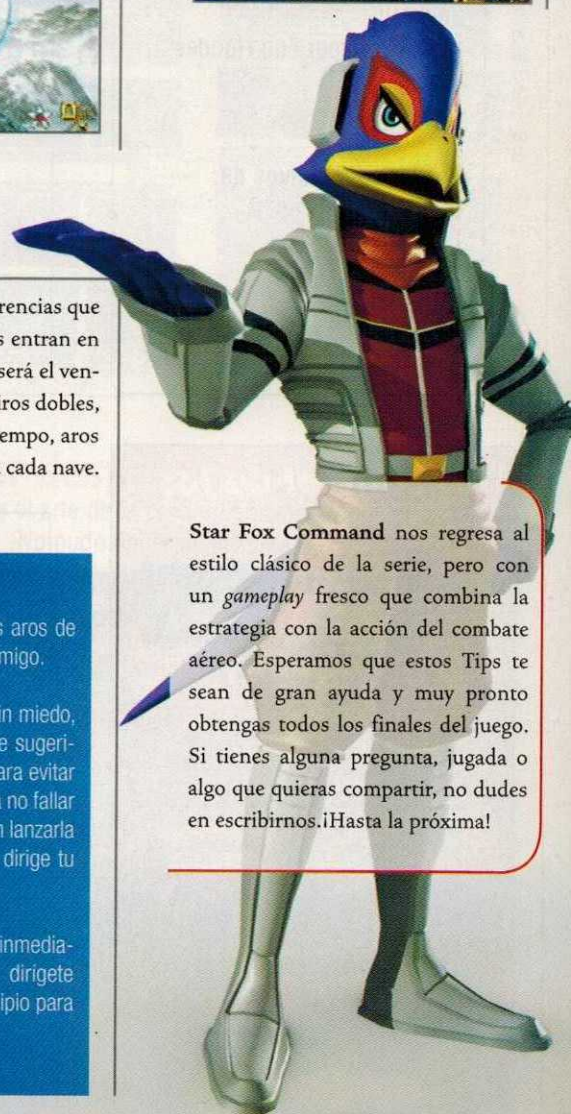 rencias que
s entran en
será el ven-
iros dobles,
empo, aros
cada nave.
s aros de
migo.
in miedo,
e sugeri-
ara evitar
no fallar
lanzarla
dirige tu
inmedia-
dirígete
ipio para
Star Fox Command nos regresa al
estilo clásico de la serie, pero con
un gameplay fresco que combina la
estrategia con la acción del combate
aéreo. Esperamos que estos Tips te
sean de gran ayuda y muy pronto
obtengas todos los finales del juego.
Si tienes alguna pregunta, jugada o
algo que quieras compartir, no dudes
en escribirnos.¡Hasta la próxima!